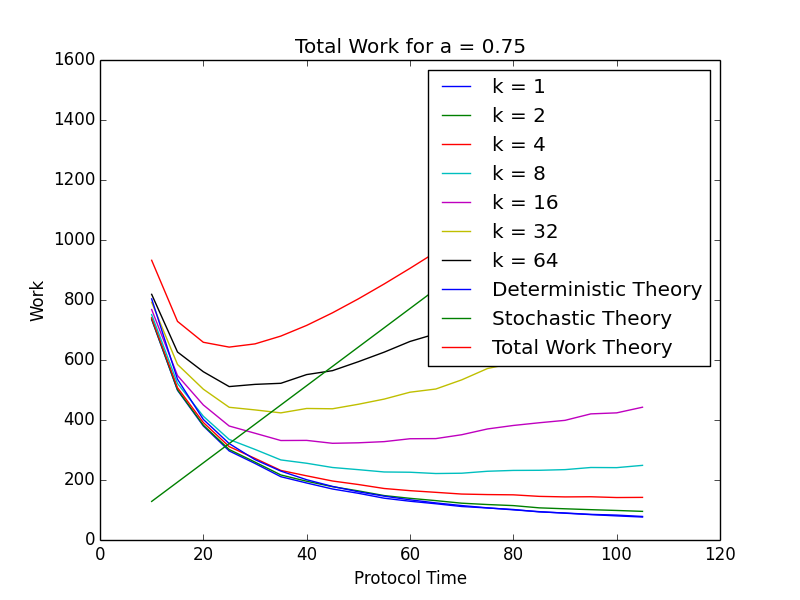 Total Work for a = 0.75
1600
1400
1200
1000
800
600
400
200
0
Work
k = 1
k = 2
k = 4
k = 8
k = 16
k = 32
k = 64
Deterministic Theory
Stochastic Theory
Total Work Theory
0 20 40 60 80 100 120
Protocol Time